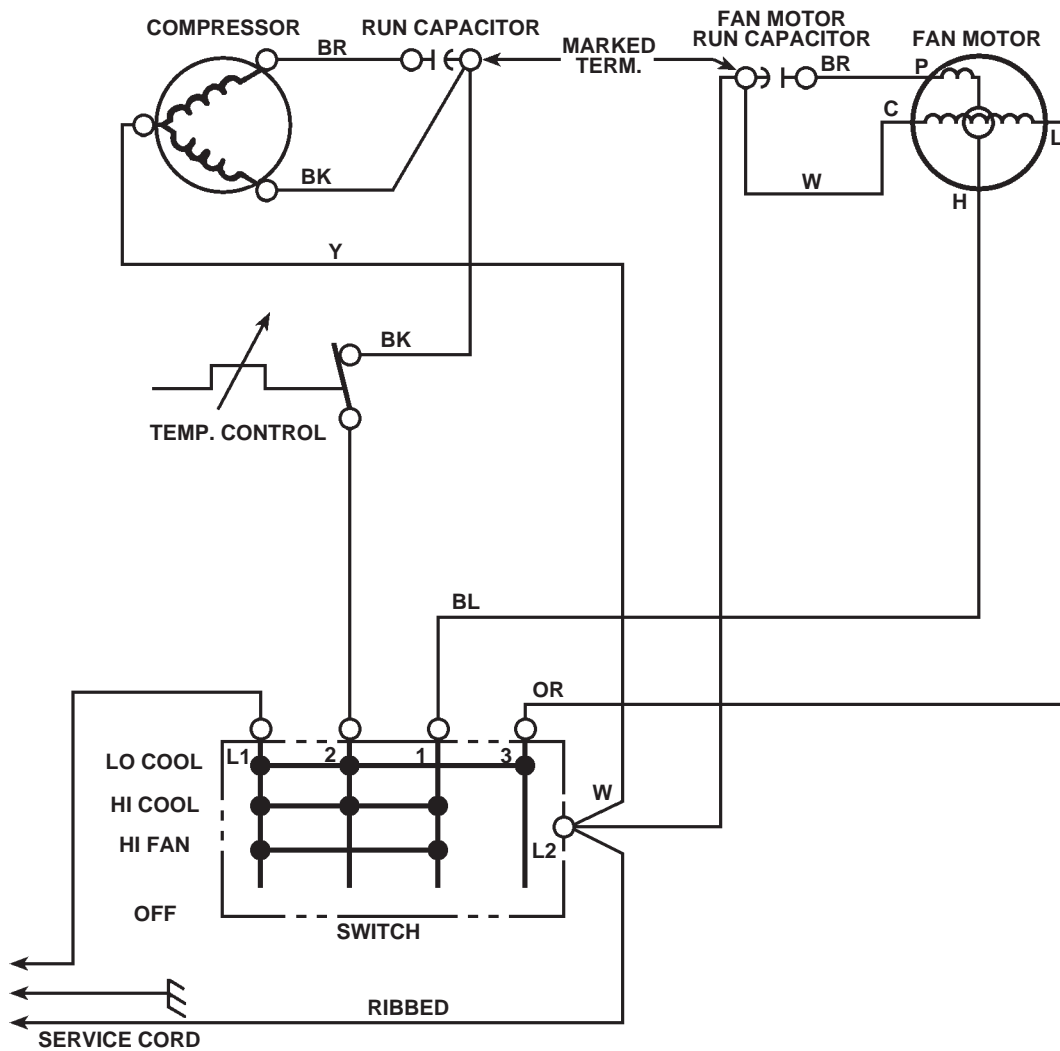 COMPRESSOR
BR
RUN CAPACITOR
MARKED
TERM.
FAN MOTOR
RUN CAPACITOR
BR
FAN MOTOR
P
C
L
W
H
BK
Y
BK
TEMP. CONTROL
BL
OR
LO COOL
L1
2
1
3
HI COOL
W
HI FAN
L2
OFF
SWITCH
RIBBED
SERVICE CORD